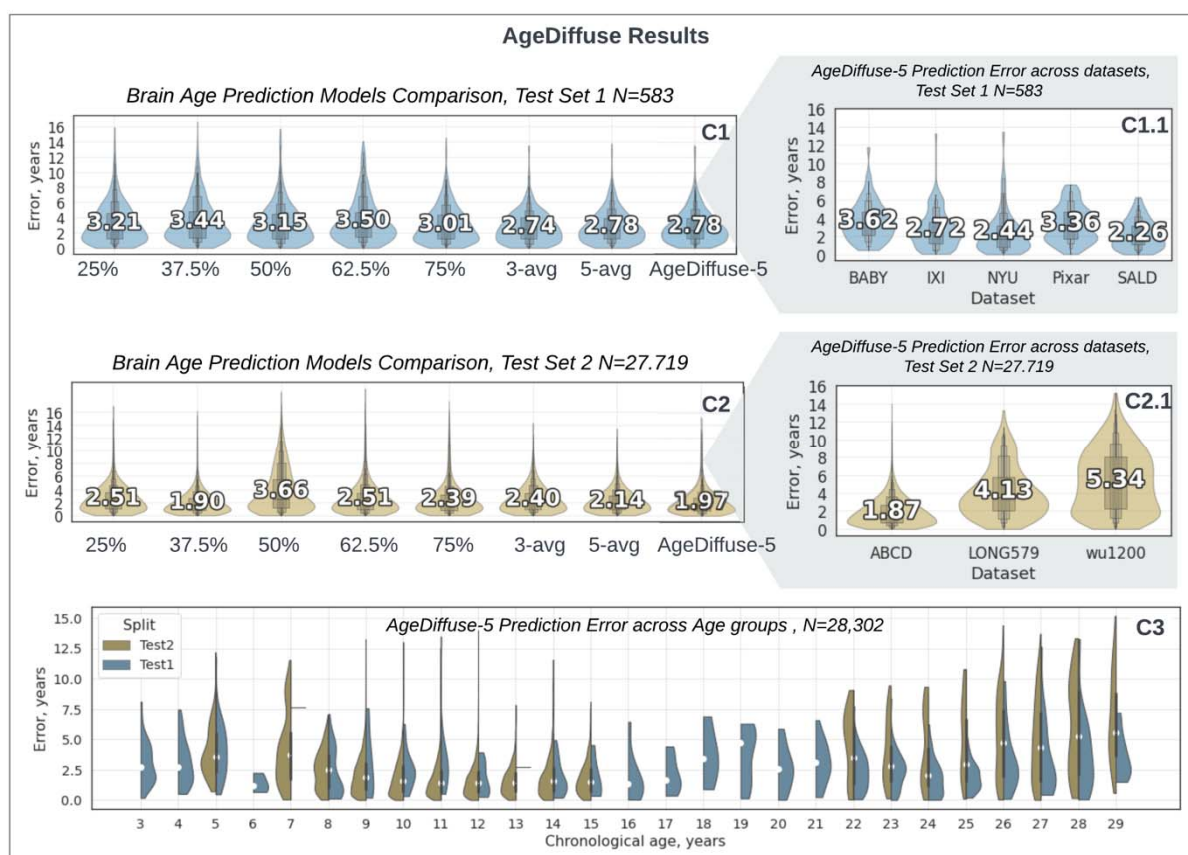 AgeDiffuse Results
Brain Age Prediction Models Comparison, Test Set 1 N=583
C1
Error, years
16
14
12
10
8
6
4
2
0
3.21 3.44 3.15 3.50 3.01 2.74 2.78 2.78
25% 37.5% 50% 62.5% 75% 3-avg 5-avg AgeDiffuse-5
AgeDiffuse-5 Prediction Error across datasets,
Test Set 1 N=583
C1.1
Error, years
16
14
12
10
8
6
4
2
0
3.62 2.72 2.44 3.36 2.26
BABY IXI NYU Pixar SALD
Dataset
Brain Age Prediction Models Comparison, Test Set 2 N=27.719
C2
Error, years
16
14
12
10
8
6
4
2
0
2.51 1.90 3.66 2.51 2.39 2.40 2.14 1.97
25% 37.5% 50% 62.5% 75% 3-avg 5-avg AgeDiffuse-5
AgeDiffuse-5 Prediction Error across datasets,
Test Set 2 N=27.719
C2.1
Error, years
16
14
12
10
8
6
4
2
0
1.87 4.13 5.34
ABCD LONG579 wu1200
Dataset
AgeDiffuse-5 Prediction Error across Age groups , N=28,302
C3
Split
Test2
Test1
Error, years
15.0
12.5
10.0
7.5
5.0
2.5
0.0
3 4 5 6 7 8 9 10 11 12 13 14 15 16 17 18 19 20 21 22 23 24 25 26 27 28 29
Chronological age, years